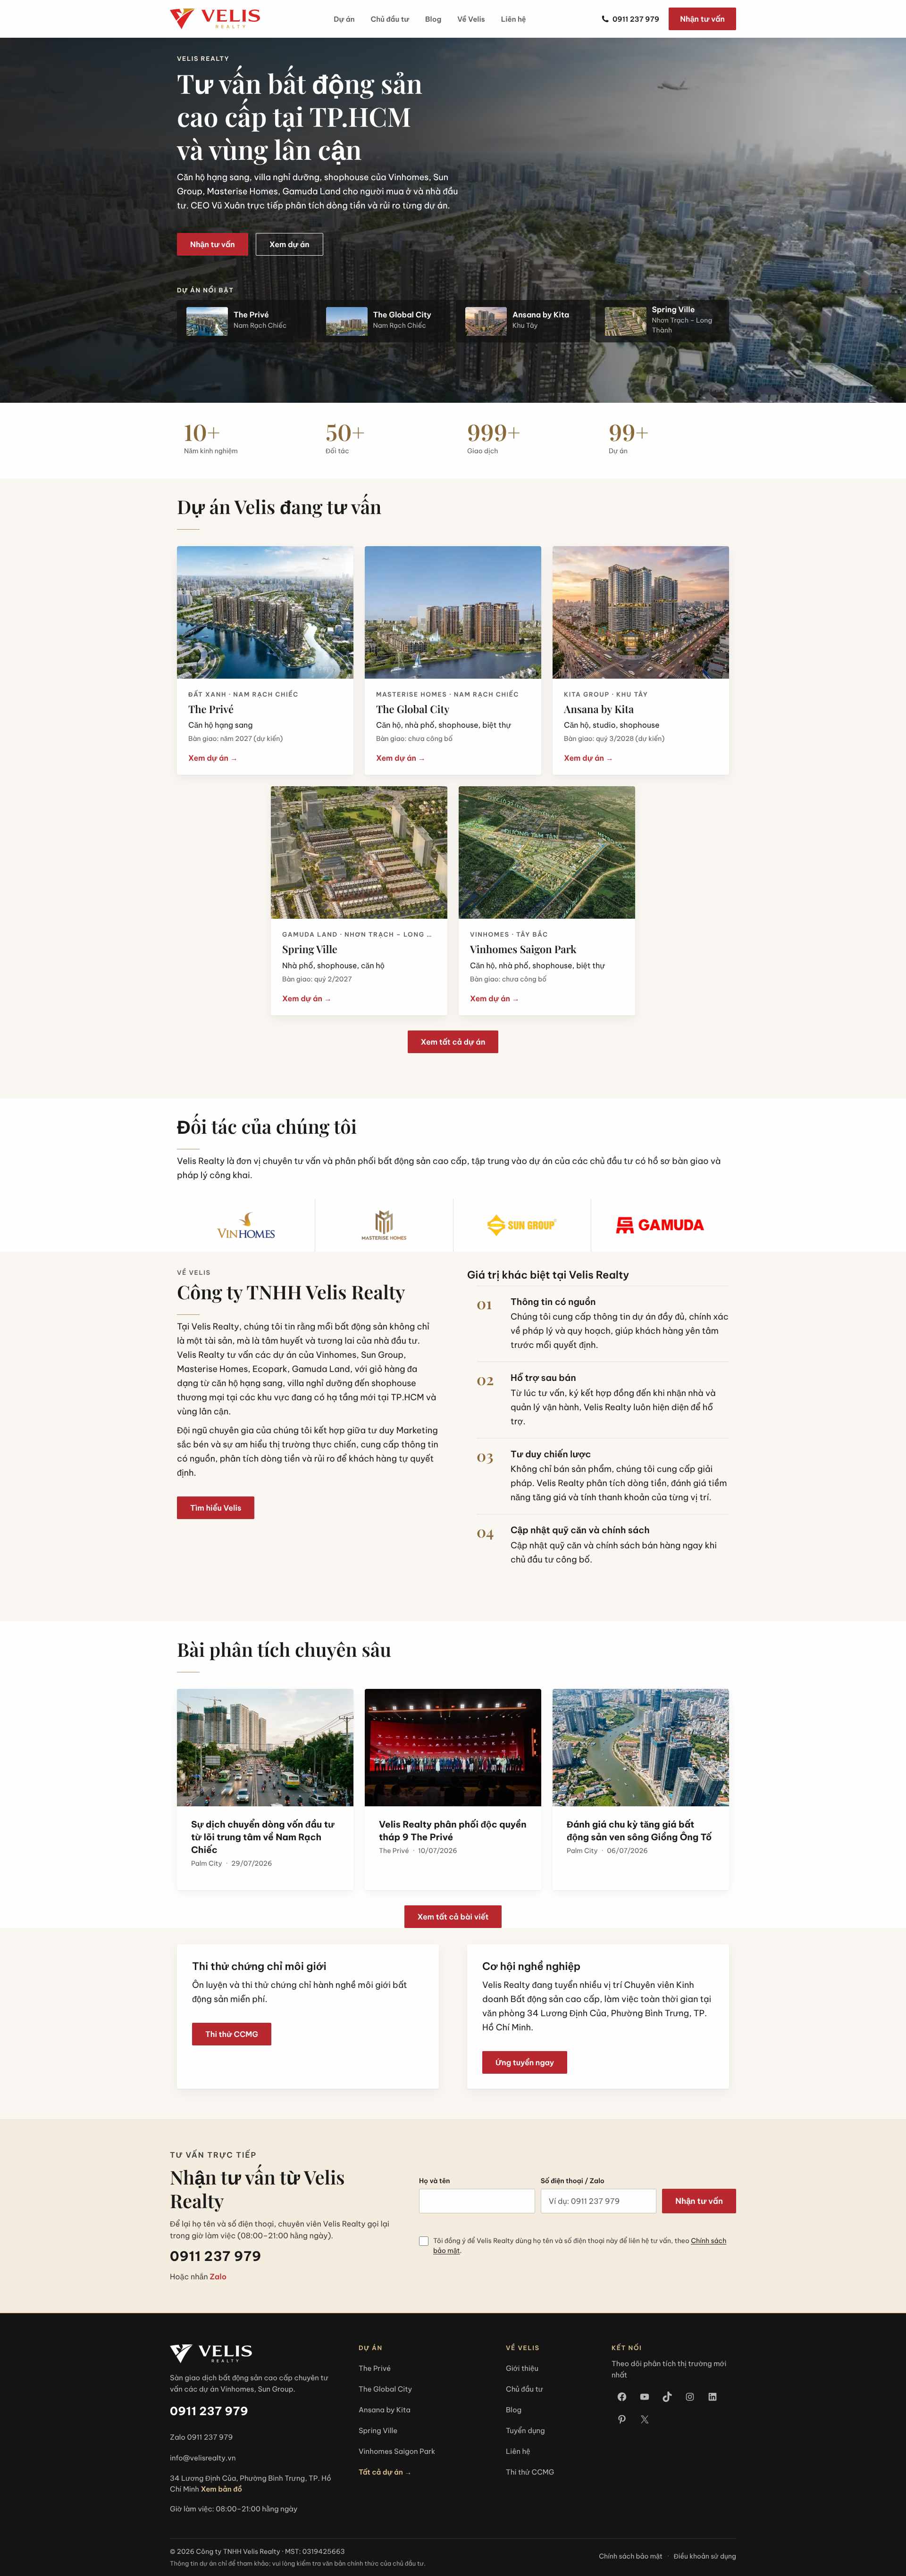 VELIS
REALTY
Dự án
Chủ đầu tư
Blog
Về Velis
Liên hệ
0911 237 979
Nhận tư vấn
VELIS REALTY
Tư vấn bất động sản
cao cấp tại TP.HCM
và vùng lân cận
Căn hộ hạng sang, villa nghỉ dưỡng, shophouse của Vinhomes, Sun
Group, Masterise Homes, Gamuda Land cho người mua ở và nhà đầu
tư. CEO Vũ Xuân trực tiếp phân tích dòng tiền và rủi ro từng dự án.
Nhận tư vấn
Xem dự án
DỰ ÁN NỔI BẬT
The Privé
Nam Rạch Chiếc
The Global City
Nam Rạch Chiếc
Ansana by Kita
Khu Tây
Spring Ville
Nhơn Trạch – Long
Thành
10+
Năm kinh nghiệm
50+
Đối tác
999+
Giao dịch
99+
Dự án
Dự án Velis đang tư vấn
ĐẤT XANH · NAM RẠCH CHIẾC
The Privé
Căn hộ hạng sang
Bàn giao: năm 2027 (dự kiến)
Xem dự án →
MASTERISE HOMES · NAM RẠCH CHIẾC
The Global City
Căn hộ, nhà phố, shophouse, biệt thự
Bàn giao: chưa công bố
Xem dự án →
KITA GROUP · KHU TÂY
Ansana by Kita
Căn hộ, studio, shophouse
Bàn giao: quý 3/2028 (dự kiến)
Xem dự án →
GAMUDA LAND · NHƠN TRẠCH – LONG …
Spring Ville
Nhà phố, shophouse, căn hộ
Bàn giao: quý 2/2027
Xem dự án →
VINHOMES · TÂY BẮC
Vinhomes Saigon Park
Căn hộ, nhà phố, shophouse, biệt thự
Bàn giao: chưa công bố
Xem dự án →
Xem tất cả dự án
Đối tác của chúng tôi
Velis Realty là đơn vị chuyên tư vấn và phân phối bất động sản cao cấp, tập trung vào dự án của các chủ đầu tư có hồ sơ bàn giao và
pháp lý công khai.
VINHOMES
MASTERISE HOMES
SUN GROUP
GAMUDA
VỀ VELIS
Công ty TNHH Velis Realty
Tại Velis Realty, chúng tôi tin rằng mỗi bất động sản không chỉ
là một tài sản, mà là tâm huyết và tương lai của nhà đầu tư.
Velis Realty tư vấn các dự án của Vinhomes, Sun Group,
Masterise Homes, Ecopark, Gamuda Land, với giỏ hàng đa
dạng từ căn hộ hạng sang, villa nghỉ dưỡng đến shophouse
thương mại tại các khu vực đang có hạ tầng mới tại TP.HCM và
vùng lân cận.
Đội ngũ chuyên gia của chúng tôi kết hợp giữa tư duy Marketing
sắc bén và sự am hiểu thị trường thực chiến, cung cấp thông tin
có nguồn, phân tích dòng tiền và rủi ro để khách hàng tự quyết
định.
Tìm hiểu Velis
Giá trị khác biệt tại Velis Realty
01
Thông tin có nguồn
Chúng tôi cung cấp thông tin dự án đầy đủ, chính xác
về pháp lý và quy hoạch, giúp khách hàng yên tâm
trước mỗi quyết định.
02
Hỗ trợ sau bán
Từ lúc tư vấn, ký kết hợp đồng đến khi nhận nhà và
quản lý vận hành, Velis Realty luôn hiện diện để hỗ
trợ.
03
Tư duy chiến lược
Không chỉ bán sản phẩm, chúng tôi cung cấp giải
pháp. Velis Realty phân tích dòng tiền, đánh giá tiềm
năng tăng giá và tính thanh khoản của từng vị trí.
04
Cập nhật quỹ căn và chính sách
Cập nhật quỹ căn và chính sách bán hàng ngay khi
chủ đầu tư công bố.
Bài phân tích chuyên sâu
Sự dịch chuyển dòng vốn đầu tư
từ lõi trung tâm về Nam Rạch
Chiếc
Palm City · 29/07/2026
Velis Realty phân phối độc quyền
tháp 9 The Privé
The Privé · 10/07/2026
Đánh giá chu kỳ tăng giá bất
động sản ven sông Giồng Ông Tố
Palm City · 06/07/2026
Xem tất cả bài viết
Thi thử chứng chỉ môi giới
Ôn luyện và thi thử chứng chỉ hành nghề môi giới bất
động sản miễn phí.
Thi thử CCMG
Cơ hội nghề nghiệp
Velis Realty đang tuyển nhiều vị trí Chuyên viên Kinh
doanh Bất động sản cao cấp, làm việc toàn thời gian tại
văn phòng 34 Lương Định Của, Phường Bình Trưng, TP.
Hồ Chí Minh.
Ứng tuyển ngay
TƯ VẤN TRỰC TIẾP
Nhận tư vấn từ Velis
Realty
Để lại họ tên và số điện thoại, chuyên viên Velis Realty gọi lại
trong giờ làm việc (08:00–21:00 hằng ngày).
0911 237 979
Hoặc nhắn Zalo
Họ và tên
Số điện thoại / Zalo
Ví dụ: 0911 237 979
Nhận tư vấn
Tôi đồng ý để Velis Realty dùng họ tên và số điện thoại này để liên hệ tư vấn, theo Chính sách
bảo mật.
VELIS
REALTY
Sàn giao dịch bất động sản cao cấp chuyên tư
vấn các dự án Vinhomes, Sun Group.
0911 237 979
Zalo 0911 237 979
info@velisrealty.vn
34 Lương Định Của, Phường Bình Trưng, TP. Hồ
Chí Minh Xem bản đồ
Giờ làm việc: 08:00–21:00 hằng ngày
DỰ ÁN
The Privé
The Global City
Ansana by Kita
Spring Ville
Vinhomes Saigon Park
Tất cả dự án →
VỀ VELIS
Giới thiệu
Chủ đầu tư
Blog
Tuyển dụng
Liên hệ
Thi thử CCMG
KẾT NỐI
Theo dõi phân tích thị trường mới
nhất
© 2026 Công ty TNHH Velis Realty · MST: 0319425663
Thông tin dự án chỉ để tham khảo; vui lòng kiểm tra văn bản chính thức của chủ đầu tư.
Chính sách bảo mật · Điều khoản sử dụng